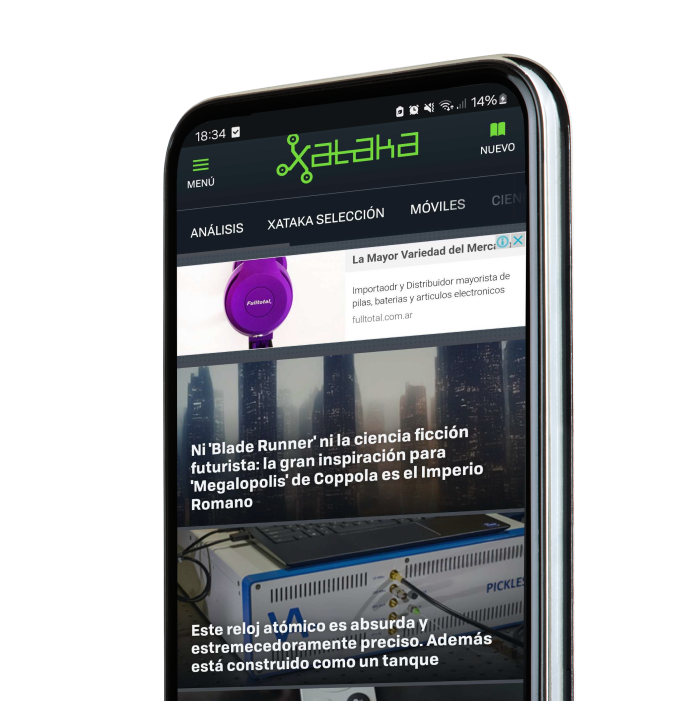 18:34
14%
xataka
MENÚ
NUEVO
ANÁLISIS XATAKA SELECCIÓN MÓVILES CIEN
La Mayor Variedad del Merca
Fulltotal
Importaodr y Distribuidor mayorista de
pilas, baterias y articulos electronicos
fulltotal.com.ar
Ni 'Blade Runner' ni la ciencia ficción
futurista: la gran inspiración para
'Megalopolis' de Coppola es el Imperio
Romano
PICKLES
Este reloj atómico es absurda y
estremecedoramente preciso. Además
está construido como un tanque